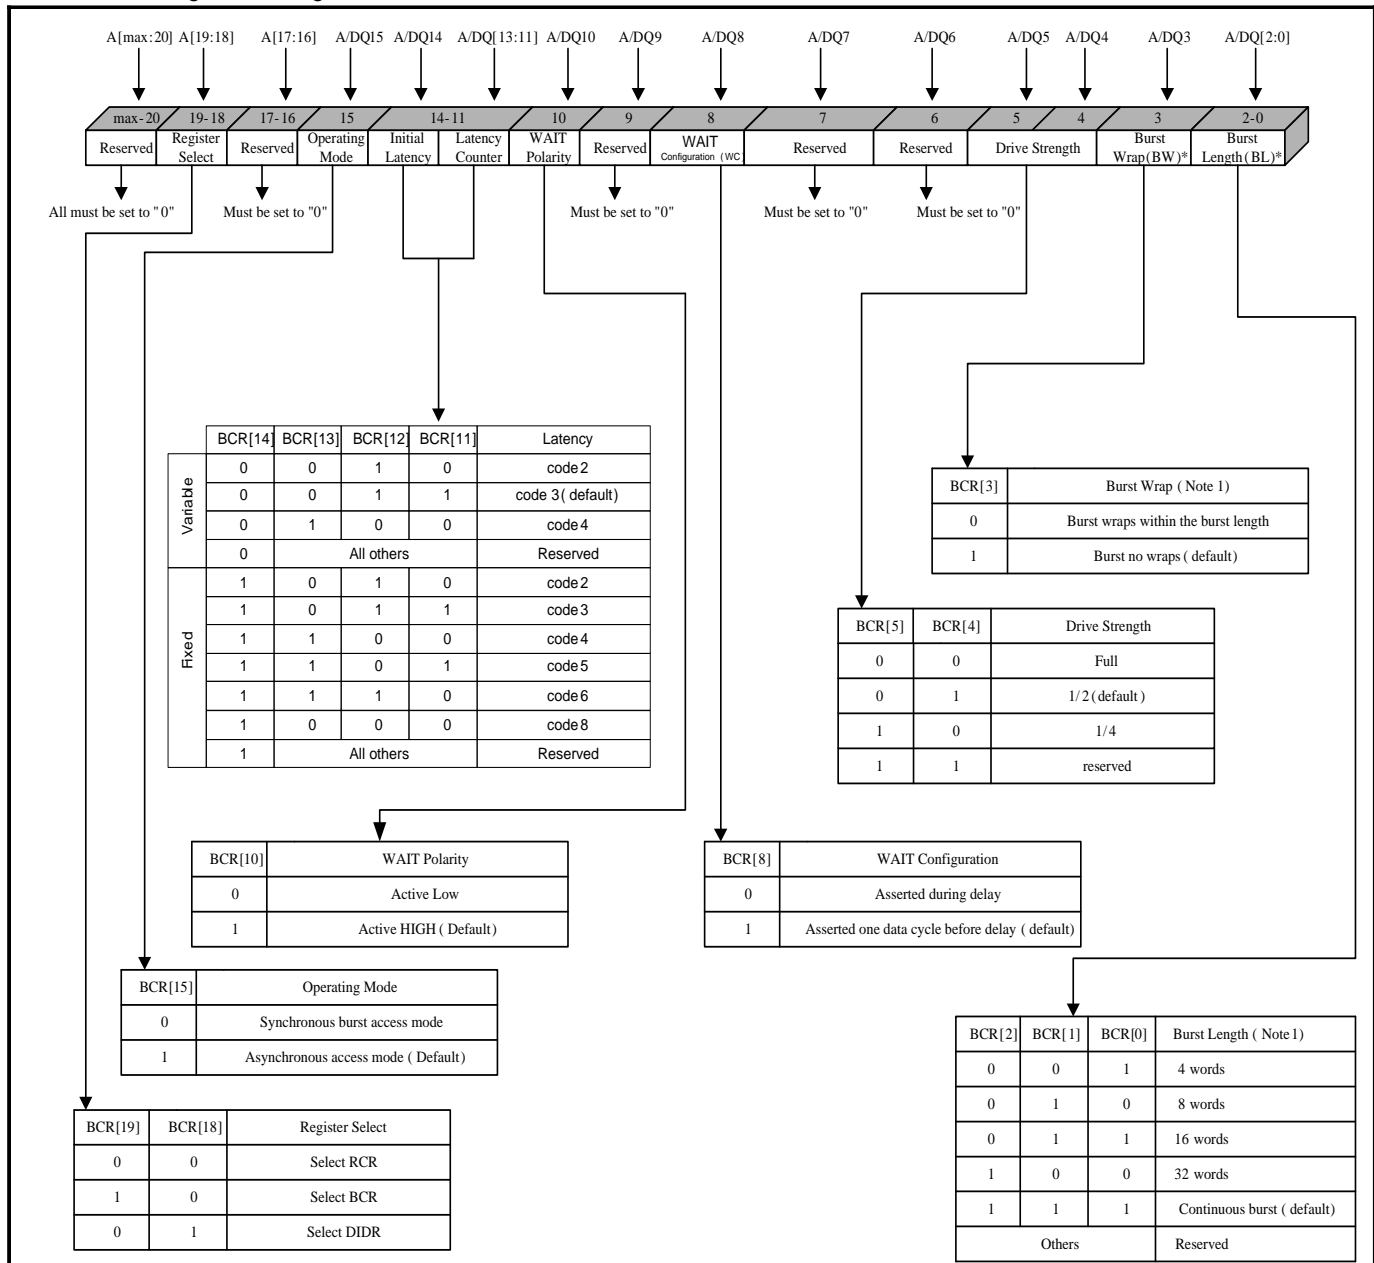 A[max:20] A[19:18] A[17:16] A/DQ15 A/DQ14 A/DQ[13:11] A/DQ10 A/DQ9 A/DQ8 A/DQ7 A/DQ6 A/DQ5 A/DQ4 A/DQ3 A/DQ[2:0]
max-20 19-18 17-16 15 14-11 10 9 8 7 6 5 4 3 2-0
Reserved Register Select Reserved Operating Mode Initial Latency Latency Counter WAIT Polarity Reserved WAIT Configuration (WC) Reserved Reserved Drive Strength Burst Wrap(BW)* Burst Length(BL)*
All must be set to "0" Must be set to "0" Must be set to "0" Must be set to "0" Must be set to "0"
BCR[14] BCR[13] BCR[12] BCR[11] Latency
Variable
0 0 1 0 code 2
0 0 1 1 code 3 ( default)
0 1 0 0 code 4
0 All others Reserved
Fixed
1 0 1 0 code 2
1 0 1 1 code 3
1 1 0 0 code 4
1 1 0 1 code 5
1 1 1 0 code 6
1 0 0 0 code 8
1 All others Reserved
BCR[3] Burst Wrap ( Note 1)
0 Burst wraps within the burst length
1 Burst no wraps ( default)
BCR[5] BCR[4] Drive Strength
0 0 Full
0 1 1/2 (default)
1 0 1/4
1 1 reserved
BCR[10] WAIT Polarity
0 Active Low
1 Active HIGH ( Default)
BCR[8] WAIT Configuration
0 Asserted during delay
1 Asserted one data cycle before delay ( default)
BCR[15] Operating Mode
0 Synchronous burst access mode
1 Asynchronous access mode ( Default)
BCR[2] BCR[1] BCR[0] Burst Length ( Note 1)
0 0 1 4 words
0 1 0 8 words
0 1 1 16 words
1 0 0 32 words
1 1 1 Continuous burst ( default)
Others Reserved
BCR[19] BCR[18] Register Select
0 0 Select RCR
1 0 Select BCR
0 1 Select DIDR